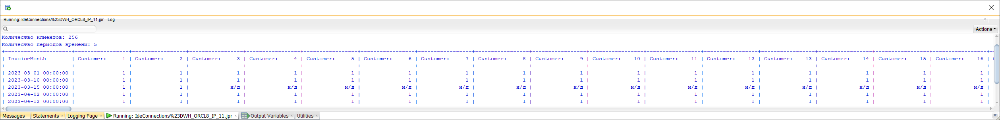 Running: IdeConnections%23DWH_ORCL8_IP_11.jpr - Log
Actions
Количество клиентов: 256
Количество периодов времени: 5
+---------------------+-----------------+-----------------+-----------------+-----------------+-----------------+-----------------+-----------------+-----------------+-----------------+-----------------+-----------------+-----------------+-----------------+-----------------+-----------------+-----------------+-
| InvoiceMonth | Customer: 1 | Customer: 2 | Customer: 3 | Customer: 4 | Customer: 5 | Customer: 6 | Customer: 7 | Customer: 8 | Customer: 9 | Customer: 10 | Customer: 11 | Customer: 12 | Customer: 13 | Customer: 14 | Customer: 15 | Customer: 16 |
+---------------------+-----------------+-----------------+-----------------+-----------------+-----------------+-----------------+-----------------+-----------------+-----------------+-----------------+-----------------+-----------------+-----------------+-----------------+-----------------+-----------------+-
| 2023-03-01 00:00:00 | 1 | 1 | 1 | 1 | 1 | 1 | 1 | 1 | 1 | 1 | 1 | 1 | 1 | 1 | 1 | 1 |
| 2023-03-10 00:00:00 | 1 | 1 | 1 | 1 | 1 | 1 | 1 | 1 | 1 | 1 | 1 | 1 | 1 | 1 | 1 | 1 |
| 2023-03-15 00:00:00 | 1 | 1 | н/д | н/д | н/д | н/д | н/д | н/д | н/д | н/д | н/д | н/д | н/д | н/д | н/д | н/д |
| 2023-04-02 00:00:00 | 1 | 1 | 1 | 1 | 1 | 1 | 1 | 1 | 1 | 1 | 1 | 1 | 1 | 1 | 1 | 1 |
| 2023-04-12 00:00:00 | 1 | 1 | 1 | 1 | 1 | 1 | 1 | 1 | 1 | 1 | 1 | 1 | 1 | 1 | 1 | 1 |
Messages Statements Logging Page Running: IdeConnections%23DWH_ORCL8_IP_11.jpr Output Variables Utilities